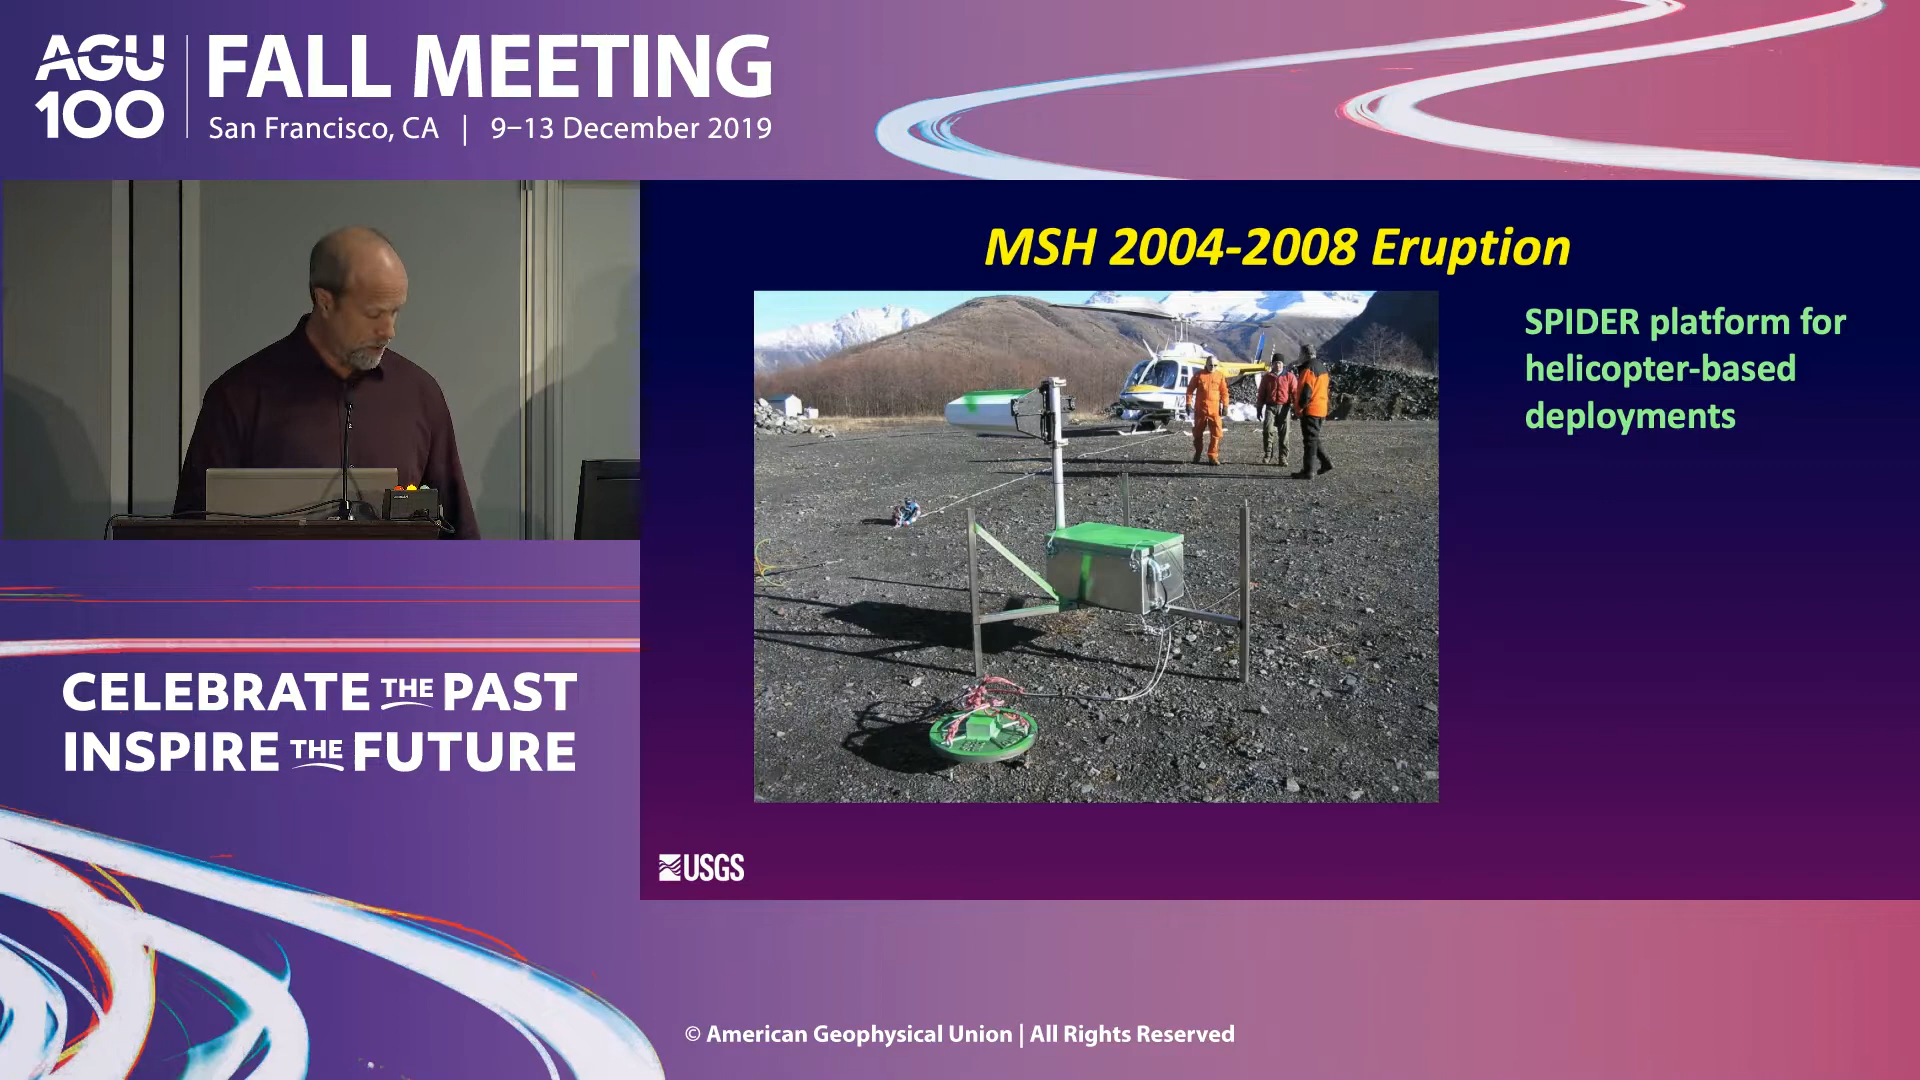 AGU
100
FALL MEETING
San Francisco, CA | 9–13 December 2019
MSH 2004-2008 Eruption
SPIDER platform for
helicopter-based
deployments
USGS
CELEBRATE THE PAST
INSPIRE THE FUTURE
© American Geophysical Union | All Rights Reserved